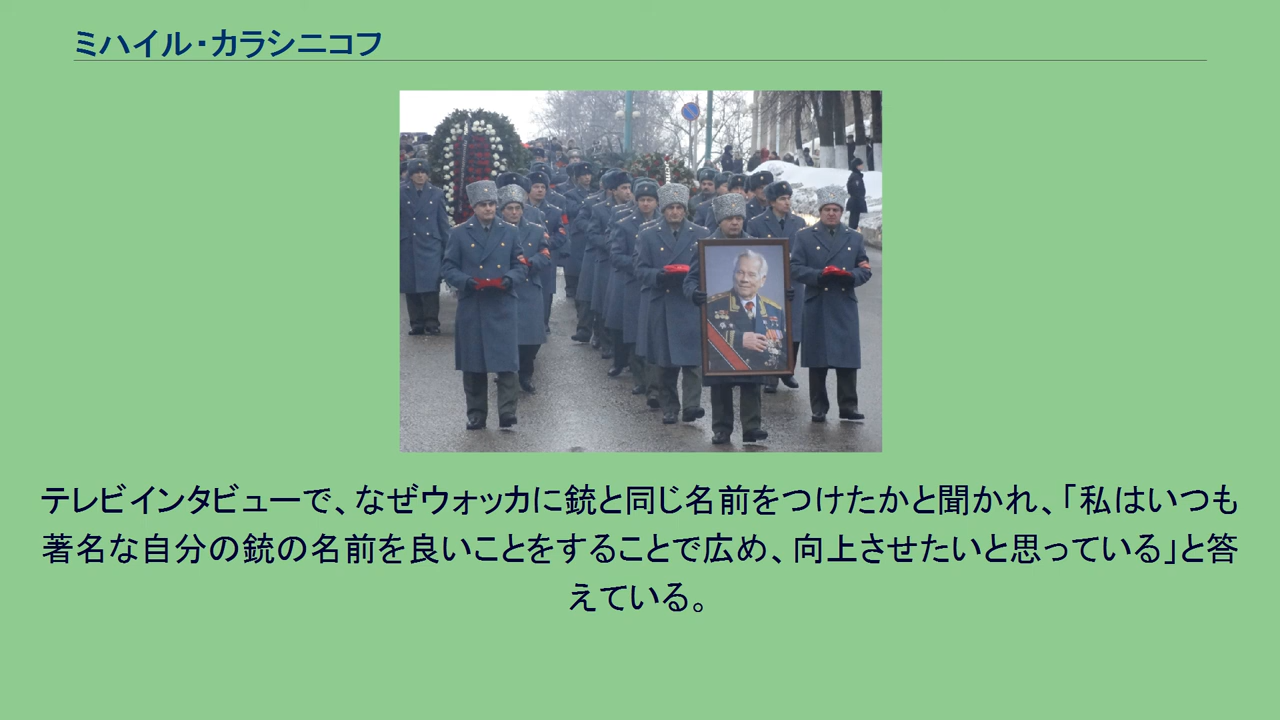 ミハイル・カラシニコフ
テレビインタビューで、なぜウォッカに銃と同じ名前をつけたかと聞かれ、「私はいつも
著名な自分の銃の名前を良いことをすることで広め、向上させたいと思っている」と答
えている。